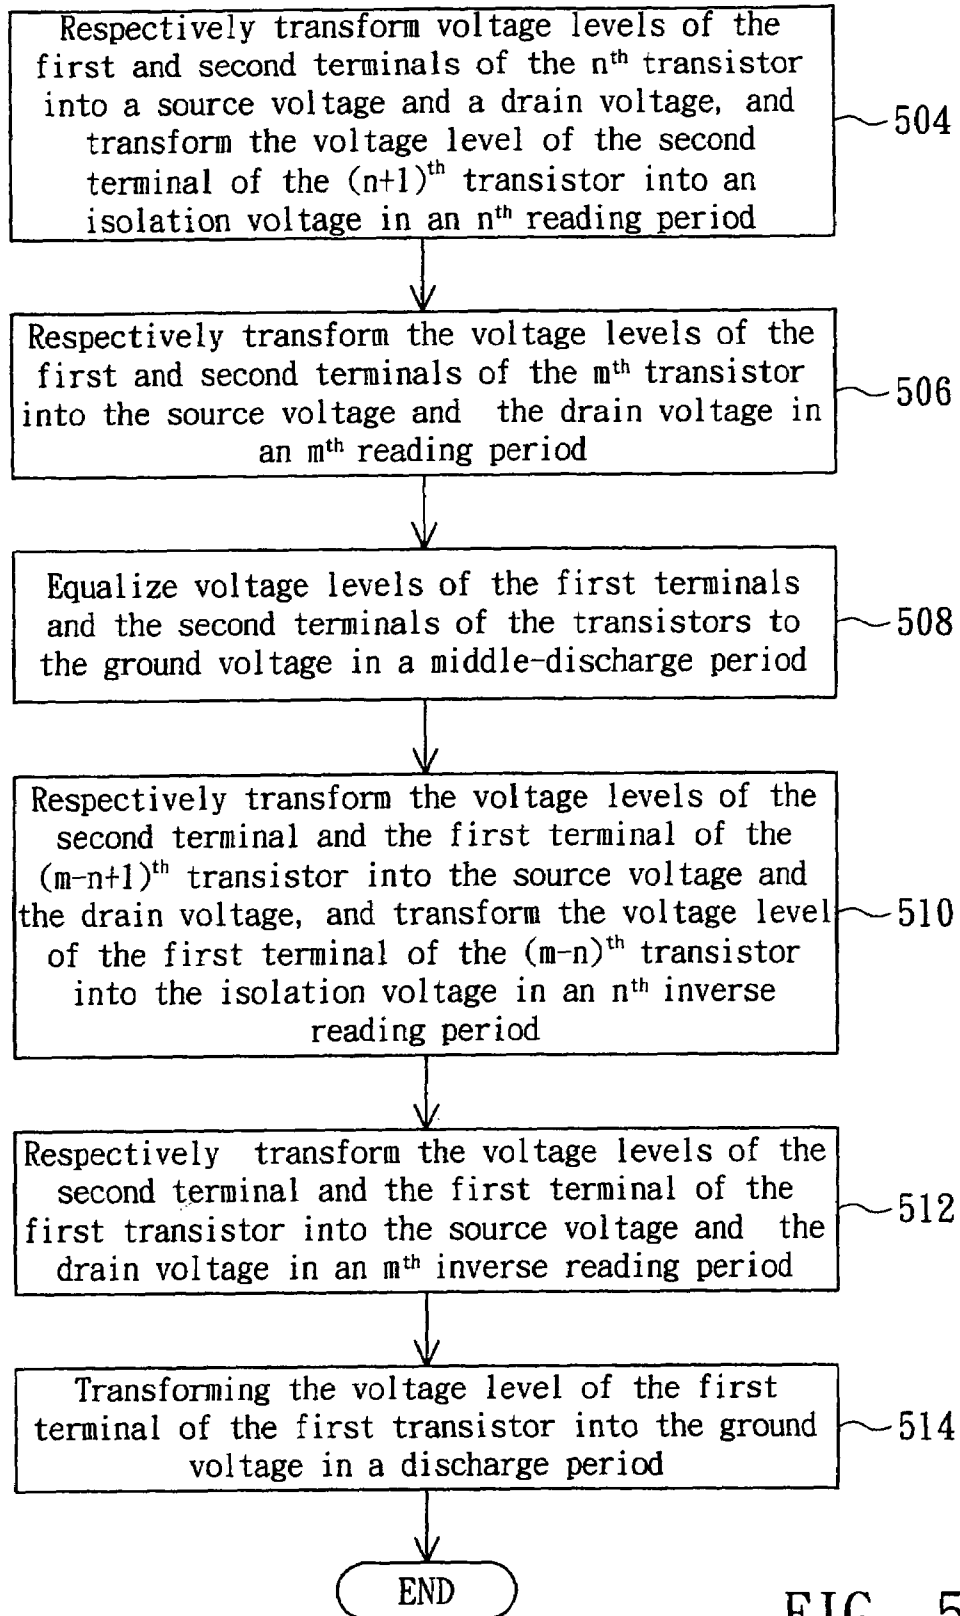 Respectively transform voltage levels of the
first and second terminals of the nth transistor
into a source voltage and a drain voltage, and
transform the voltage level of the second
terminal of the (n+1)th transistor into an
isolation voltage in an nth reading period
504
Respectively transform the voltage levels of the
first and second terminals of the mth transistor
into the source voltage and the drain voltage in
an mth reading period
506
Equalize voltage levels of the first terminals
and the second terminals of the transistors to
the ground voltage in a middle-discharge period
508
Respectively transform the voltage levels of the
second terminal and the first terminal of the
(m-n+1)th transistor into the source voltage and
the drain voltage, and transform the voltage level
of the first terminal of the (m-n)th transistor
into the isolation voltage in an nth inverse
reading period
510
Respectively transform the voltage levels of the
second terminal and the first terminal of the
first transistor into the source voltage and the
drain voltage in an mth inverse reading period
512
Transforming the voltage level of the first
terminal of the first transistor into the ground
voltage in a discharge period
514
END
FIG. 5